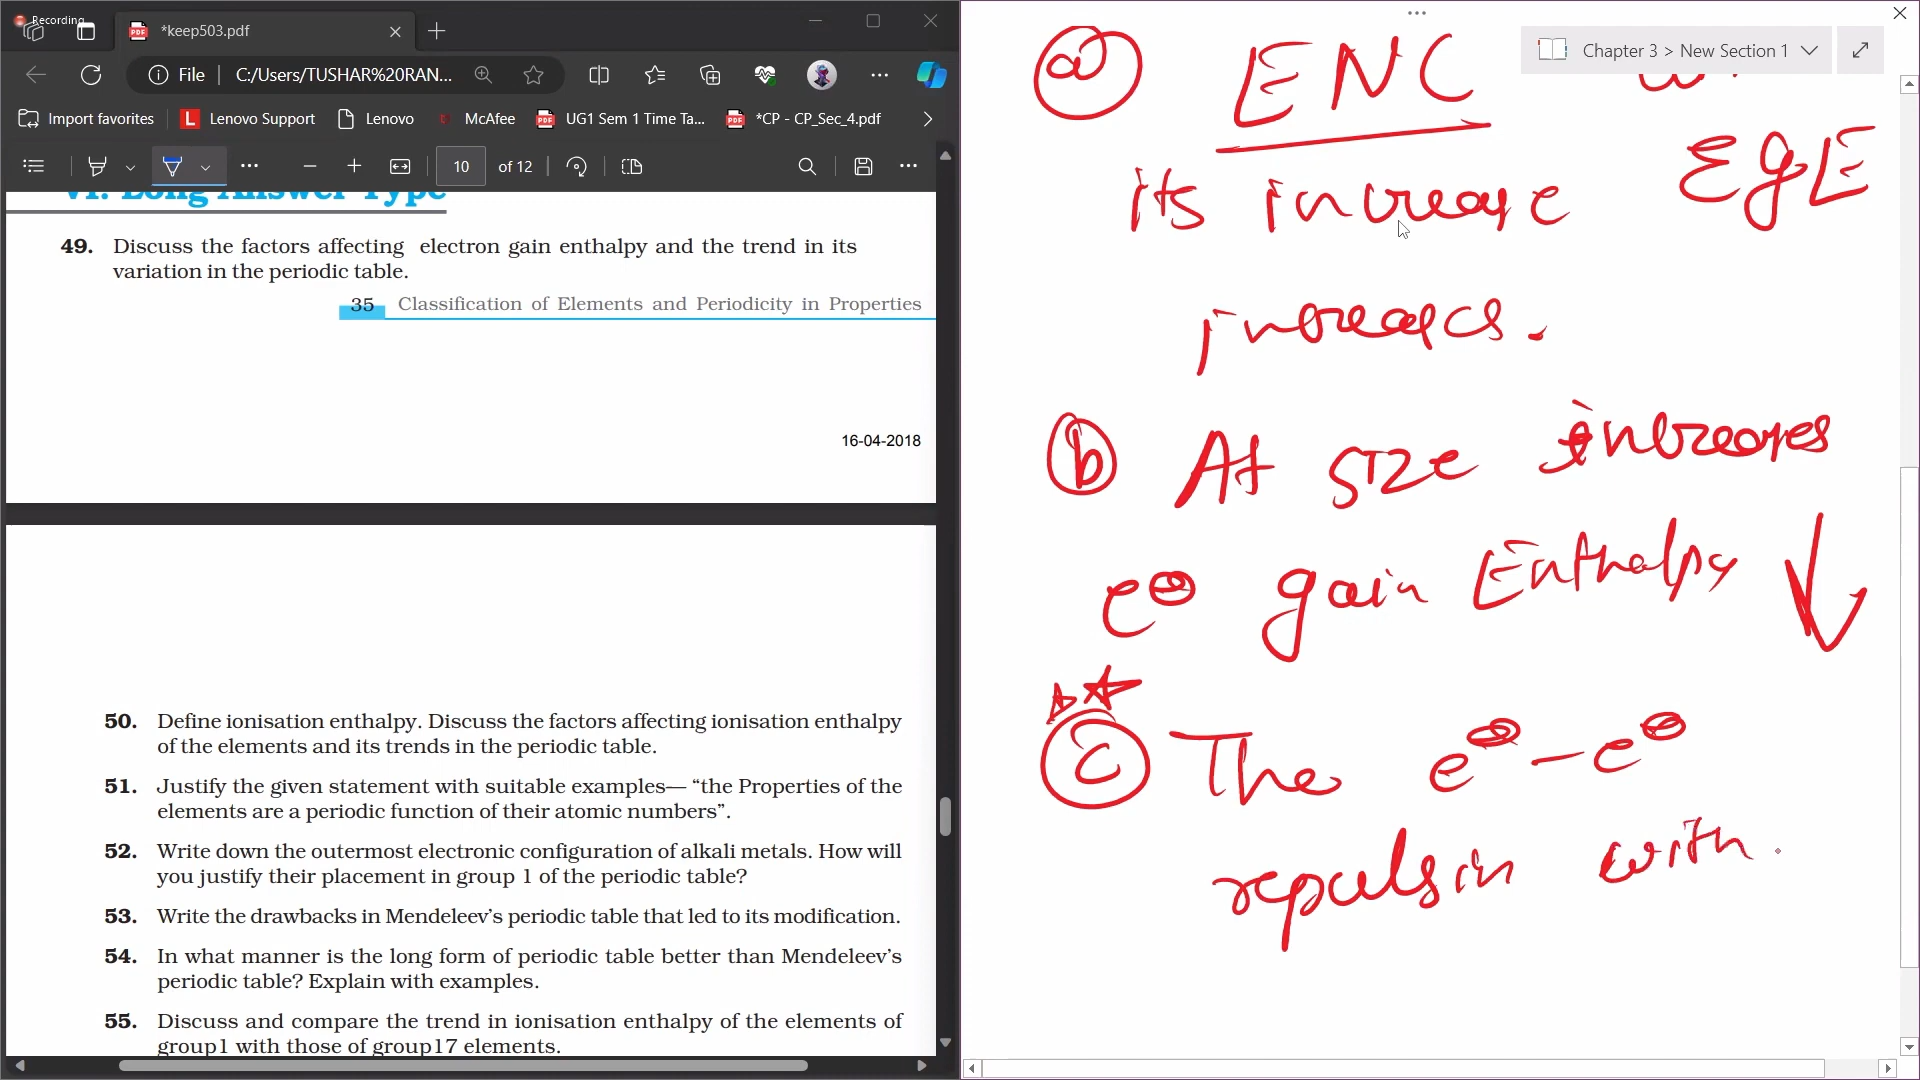 Recording
*keep503.pdf
File C:/Users/TUSHAR%20RAN...
Import favorites Lenovo Support Lenovo McAfee UG1 Sem 1 Time Ta... *CP - CP_Sec_4.pdf
10 of 12
VI. Long Answer Type
49. Discuss the factors affecting electron gain enthalpy and the trend in its
variation in the periodic table.
35 Classification of Elements and Periodicity in Properties
16-04-2018
50. Define ionisation enthalpy. Discuss the factors affecting ionisation enthalpy
of the elements and its trends in the periodic table.
51. Justify the given statement with suitable examples— “the Properties of the
elements are a periodic function of their atomic numbers”.
52. Write down the outermost electronic configuration of alkali metals. How will
you justify their placement in group 1 of the periodic table?
53. Write the drawbacks in Mendeleev’s periodic table that led to its modification.
54. In what manner is the long form of periodic table better than Mendeleev’s
periodic table? Explain with examples.
55. Discuss and compare the trend in ionisation enthalpy of the elements of
group1 with those of group17 elements.
Chapter 3 > New Section 1
a ENC
its increase EgE
increases.
b As size increases
e⊖ gain Enthalpy ↓
c The e⊖ - e⊖
repulsin with